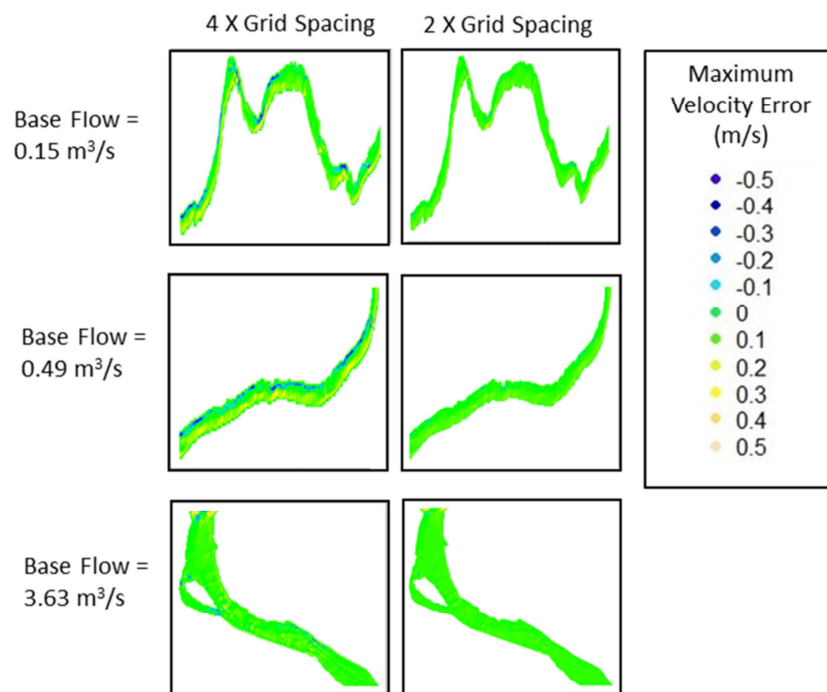 4 X Grid Spacing
2 X Grid Spacing
Base Flow =
0.15 m³/s
Base Flow =
0.49 m³/s
Base Flow =
3.63 m³/s
Maximum
Velocity Error
(m/s)
-0.5
-0.4
-0.3
-0.2
-0.1
0
0.1
0.2
0.3
0.4
0.5